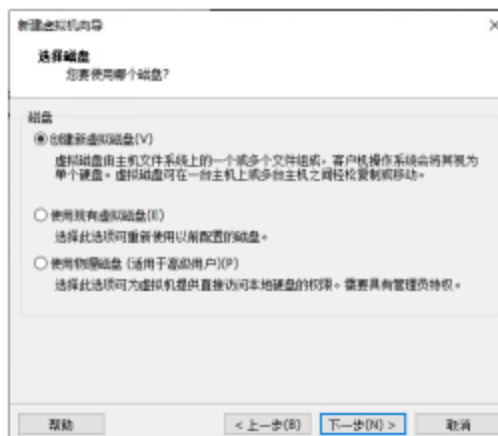 新建虚拟机向导
选择磁盘
您要使用哪个磁盘?
磁盘
创建新虚拟磁盘(V)
虚拟磁盘由主机文件系统上的一个或多个文件组成，客户机操作系统会将其视为
单个硬盘。虚拟磁盘可在一台主机上或多台主机之间轻松复制或移动。
使用现有虚拟磁盘(E)
选择此选项可重新使用以前配置的磁盘。
使用物理磁盘 (适用于高级用户)(P)
选择此选项可为虚拟机提供直接访问本地硬盘的权限。需要具有管理员特权。
帮助
< 上一步(B)
下一步(N) >
取消